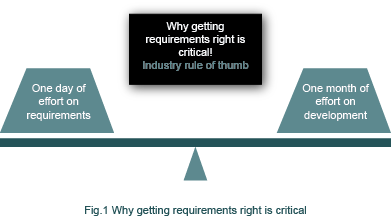 Why getting
requirements right is
critical!
Industry rule of thumb
One day of
effort on
requirements
One month of
effort on
development
Fig.1 Why getting requirements right is critical